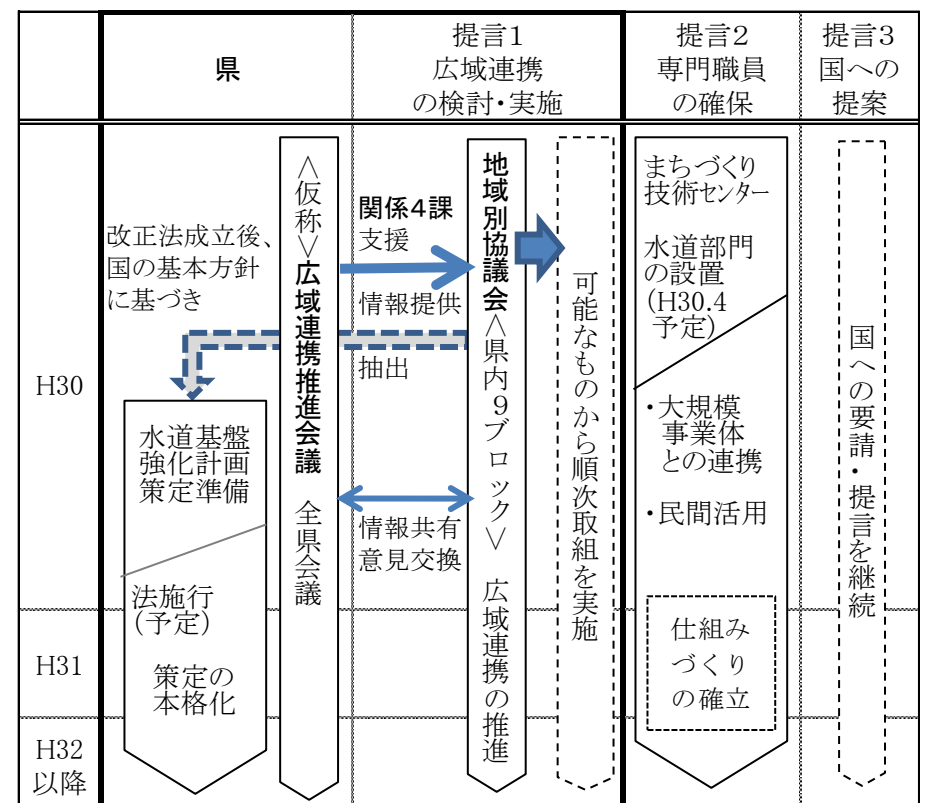 県
提言1
広域連携
の検討・実施
提言2
専門職員
の確保
提言3
国への
提案
H30
H31
H32
以降
改正法成立後、
国の基本方針
に基づき
水道基盤
強化計画
策定準備
法施行
(予定)
策定の
本格化
＜仮称＞広域連携推進会議 全県会議
関係4課
支援
情報提供
抽出
情報共有
意見交換
地域別協議会＜県内9ブロック＞ 広域連携の推進
可能なものから順次取組を実施
まちづくり
技術センター
水道部門
の設置
(H30.4
予定)
・大規模
事業体
との連携
・民間活用
仕組み
づくり
の確立
国への要請・提言を継続